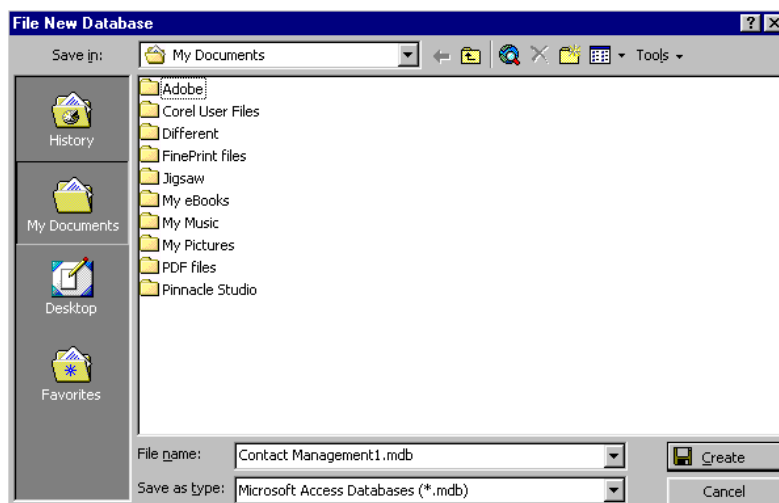 File New Database
Save in:
My Documents
Tools
History
My Documents
Desktop
Favorites
Adobe
Corel User Files
Different
FinePrint files
Jigsaw
My eBooks
My Music
My Pictures
PDF files
Pinnacle Studio
File name:
Contact Management1.mdb
Create
Save as type:
Microsoft Access Databases (*.mdb)
Cancel